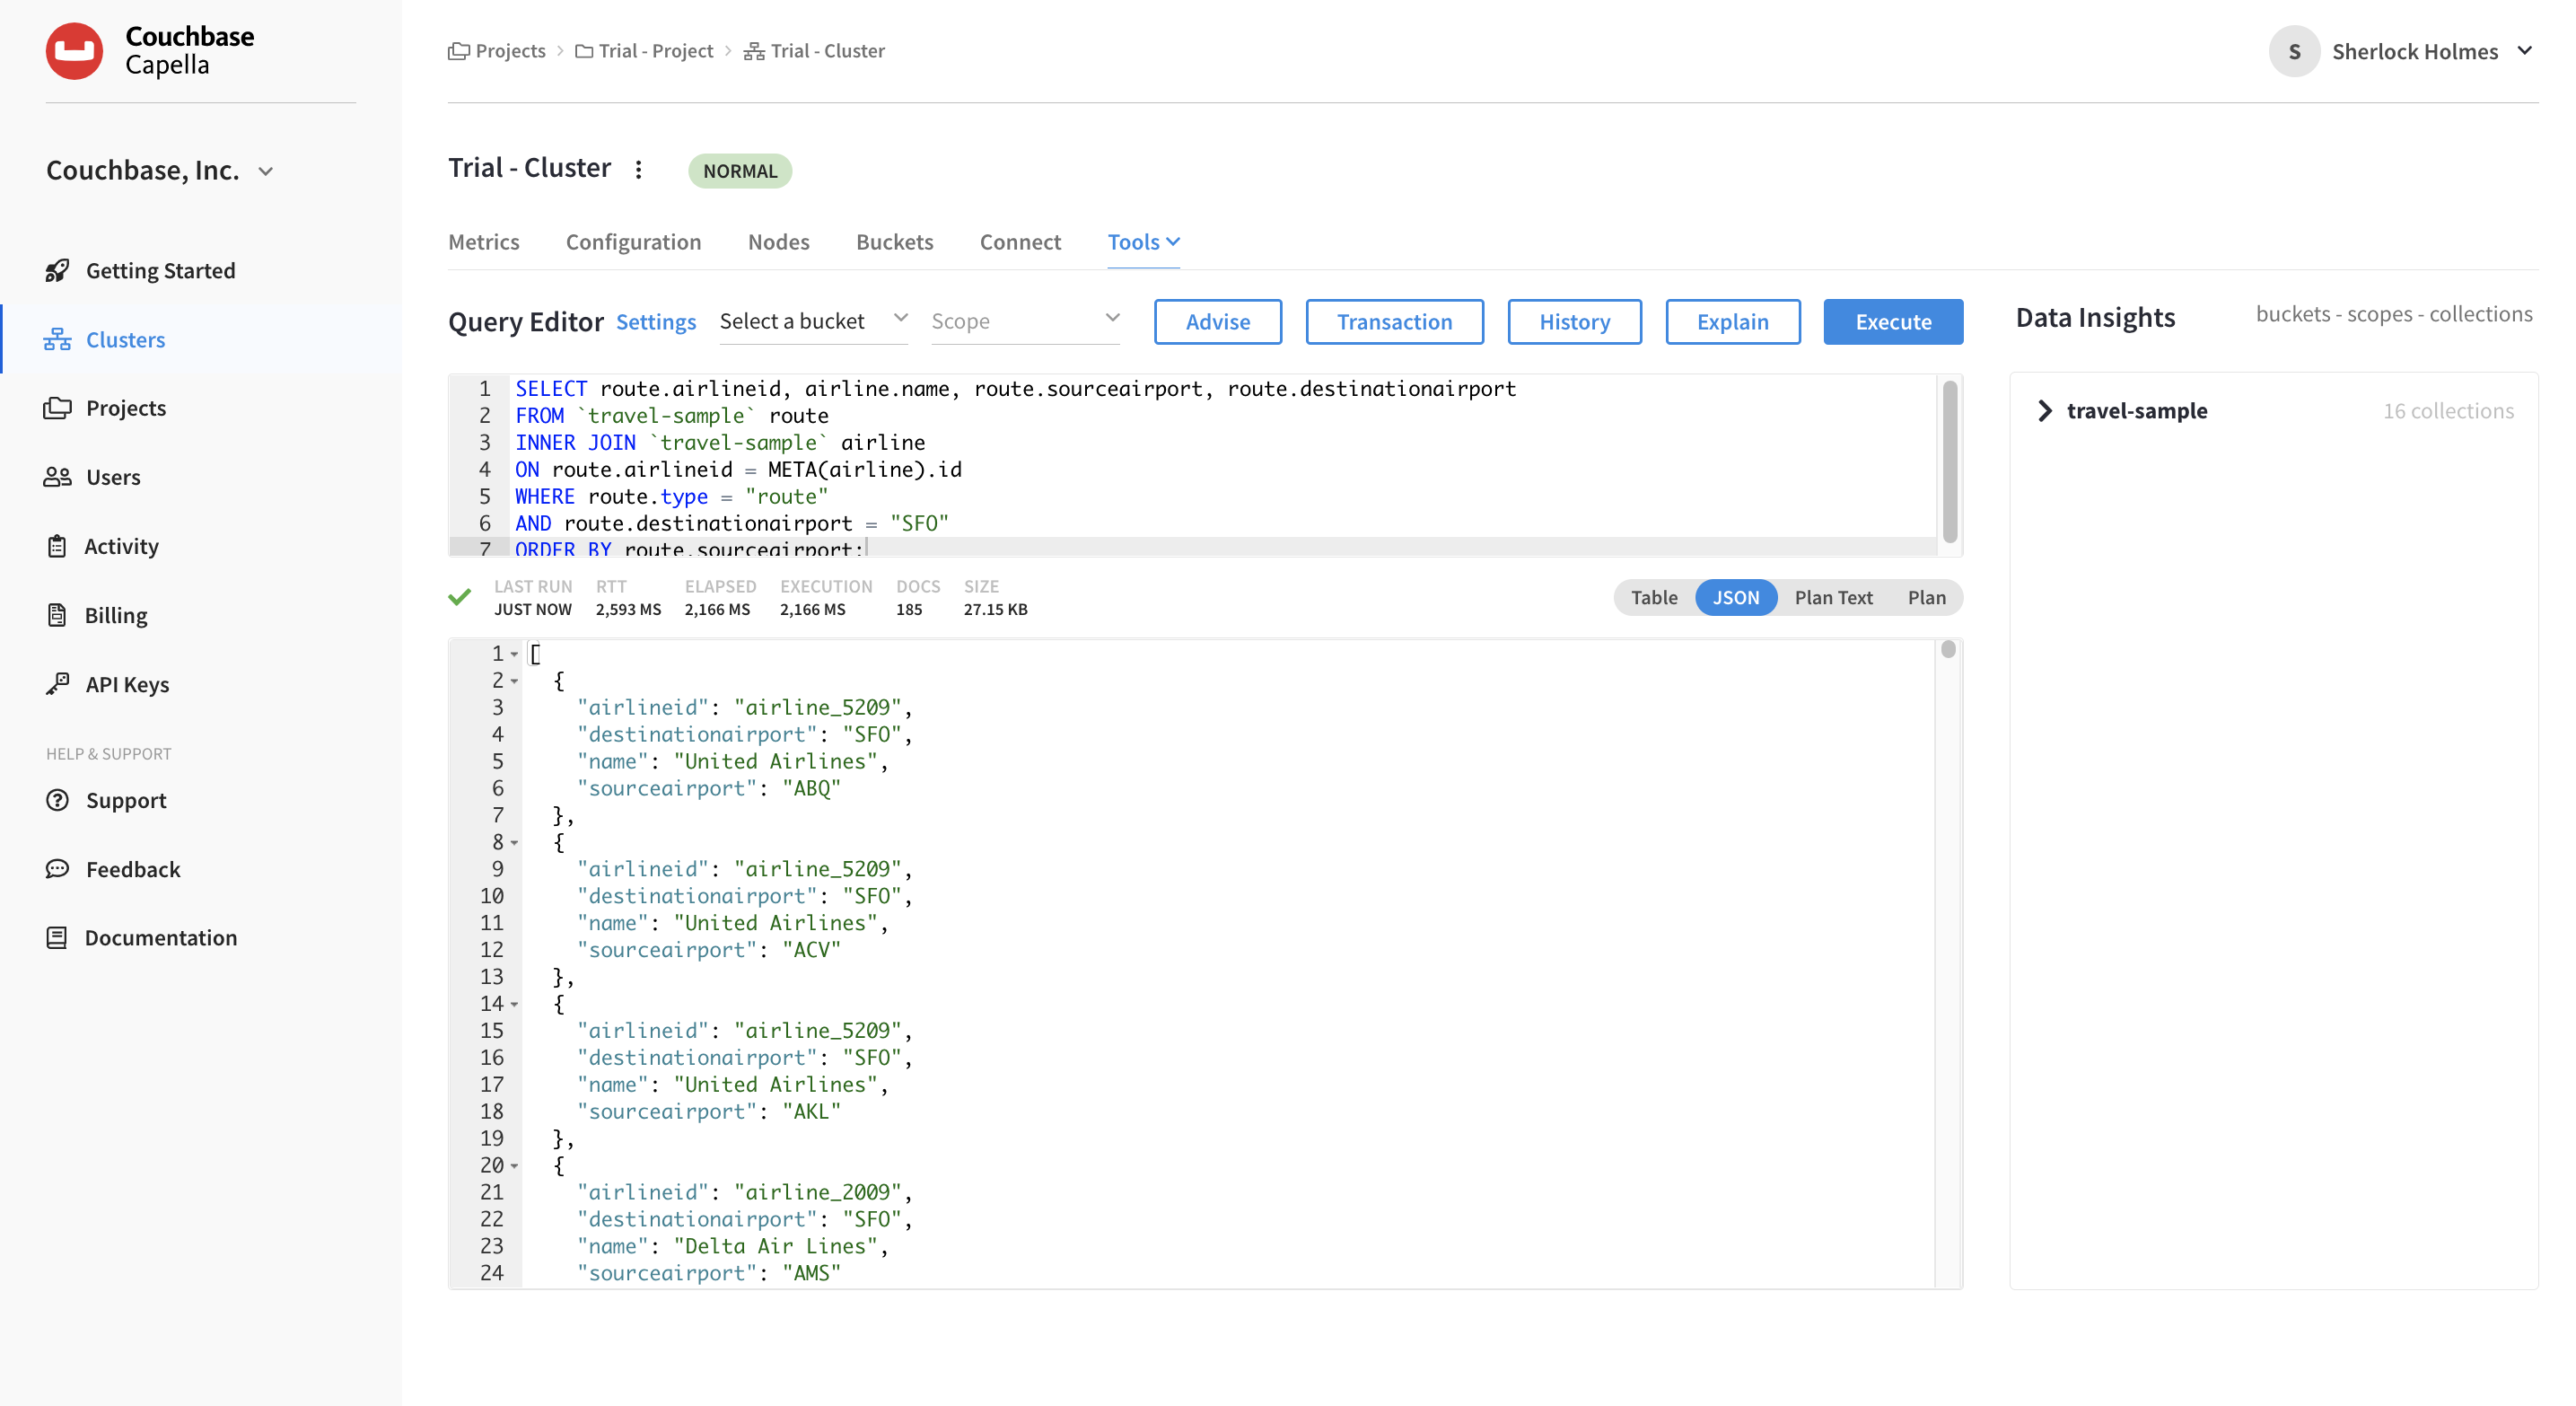 Couchbase
Capella
Couchbase, Inc.
Getting Started
Clusters
Projects
Users
Activity
Billing
API Keys
HELP & SUPPORT
Support
Feedback
Documentation
Projects > Trial - Project > Trial - Cluster
S Sherlock Holmes
Trial - Cluster NORMAL
Metrics Configuration Nodes Buckets Connect Tools
Query Editor Settings Select a bucket Scope Advise Transaction History Explain Execute
1 SELECT route.airlineid, airline.name, route.sourceairport, route.destinationairport
2 FROM `travel-sample` route
3 INNER JOIN `travel-sample` airline
4 ON route.airlineid = META(airline).id
5 WHERE route.type = "route"
6 AND route.destinationairport = "SFO"
7 ORDER BY route.sourceairport;
LAST RUN RTT ELAPSED EXECUTION DOCS SIZE
JUST NOW 2,593 MS 2,166 MS 2,166 MS 185 27.15 KB
Table JSON Plan Text Plan
1 [
2 {
3 "airlineid": "airline_5209",
4 "destinationairport": "SFO",
5 "name": "United Airlines",
6 "sourceairport": "ABQ"
7 },
8 {
9 "airlineid": "airline_5209",
10 "destinationairport": "SFO",
11 "name": "United Airlines",
12 "sourceairport": "ACV"
13 },
14 {
15 "airlineid": "airline_5209",
16 "destinationairport": "SFO",
17 "name": "United Airlines",
18 "sourceairport": "AKL"
19 },
20 {
21 "airlineid": "airline_2009",
22 "destinationairport": "SFO",
23 "name": "Delta Air Lines",
24 "sourceairport": "AMS"
Data Insights buckets - scopes - collections
travel-sample 16 collections